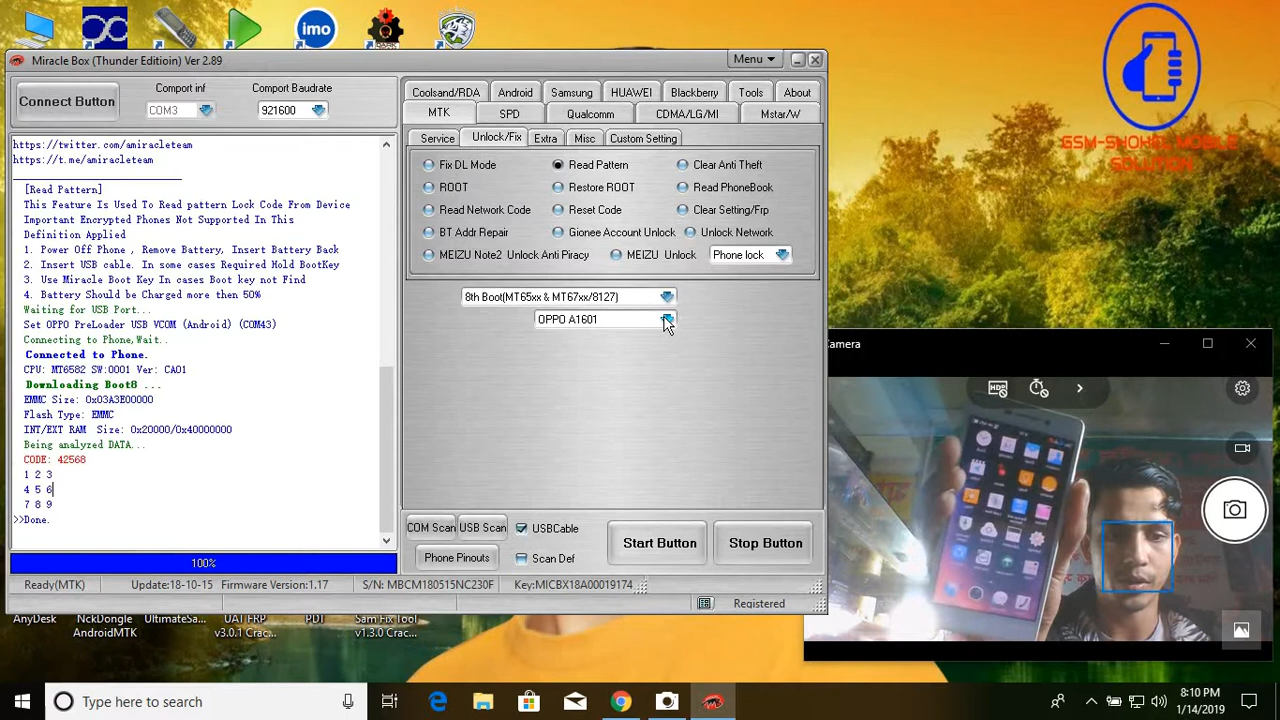 imo
Miracle Box (Thunder Editioin) Ver 2.89
Menu
Connect Button
Comport inf
Comport Baudrate
COM3
921600
Coolsand/RDA
Android
Samsung
HUAWEI
Blackberry
Tools
About
MTK
SPD
Qualcomm
CDMA/LG/MI
Mstar/W
Service
Unlock/Fix
Extra
Misc
Custom Setting
https://twitter.com/amiracleteam
https://t.me/amiracleteam
[Read Pattern]
This Feature Is Used To Read pattern Lock Code From Device
Important Encrypted Phones Not Supported In This
Definition Applied
1. Power Off Phone , Remove Battery, Insert Battery Back
2. Insert USB cable. In some cases Required Hold BootKey
3. Use Miracle Boot Key In cases Boot key not Find
4. Battery Should be Charged more then 50%
Waiting for USB Port...
Set OPPO PreLoader USB VCOM (Android) (COM43)
Connecting to Phone,Wait..
Connected to Phone.
CPU: MT6582 SW:0001 Ver: CA01
Downloading Boot8 ...
EMMC Size: 0x03A3E00000
Flash Type: EMMC
INT/EXT RAM Size: 0x20000/0x40000000
Being analyzed DATA...
CODE: 42568
1 2 3
4 5 6
7 8 9
>>Done.
Fix DL Mode
Read Pattern
Clear Anti Theft
ROOT
Restore ROOT
Read PhoneBook
Read Network Code
Reset Code
Clear Setting/Frp
BT Addr Repair
Gionee Account Unlock
Unlock Network
MEIZU Note2 Unlock Anti Piracy
MEIZU Unlock
Phone lock
8th Boot(MT65xx & MT67xx/8127)
OPPO A1601
COM Scan
USB Scan
USBCable
Start Button
Stop Button
Phone Pinouts
Scan Def
100%
Ready(MTK)
Update:18-10-15
Firmware Version:1.17
S/N: MBCM180515NC230F
Key:MICBX18A00019174
Registered
GSM-SHOHEL MOBILE
SOLUTION
Camera
HDR
AnyDesk
NckDongle
AndroidMTK
UltimateSa...
UAT FRP
v3.0.1 Crac...
PDT
Sam Fix Tool
v1.3.0 Crac...
Type here to search
8:10 PM
1/14/2019